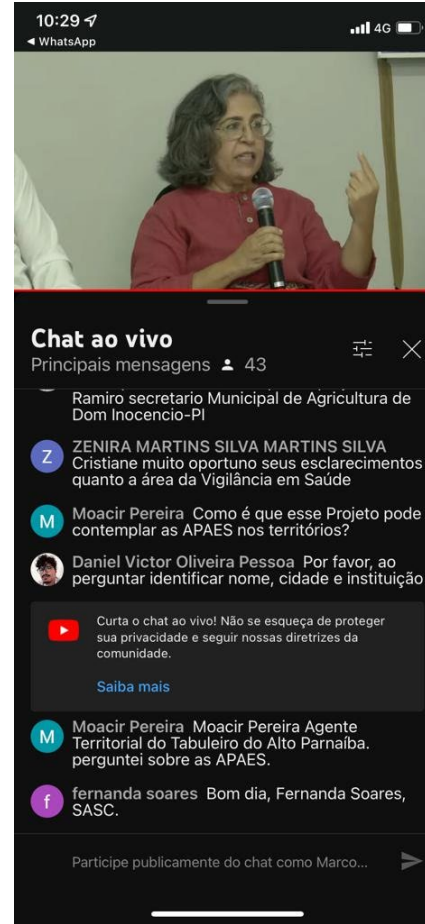 10:29
4G
◀ WhatsApp
Chat ao vivo
Principais mensagens 43
Ramiro secretario Municipal de Agricultura de
Dom Inocencio-PI
Z
ZENIRA MARTINS SILVA MARTINS SILVA
Cristiane muito oportuno seus esclarecimentos
quanto a área da Vigilância em Saúde
M
Moacir Pereira Como é que esse Projeto pode
contemplar as APAES nos territórios?
Daniel Victor Oliveira Pessoa Por favor, ao
perguntar identificar nome, cidade e instituição
Curta o chat ao vivo! Não se esqueça de proteger
sua privacidade e seguir nossas diretrizes da
comunidade.
Saiba mais
M
Moacir Pereira Moacir Pereira Agente
Territorial do Tabuleiro do Alto Parnaíba.
perguntei sobre as APAES.
f
fernanda soares Bom dia, Fernanda Soares,
SASC.
Participe publicamente do chat como Marco...